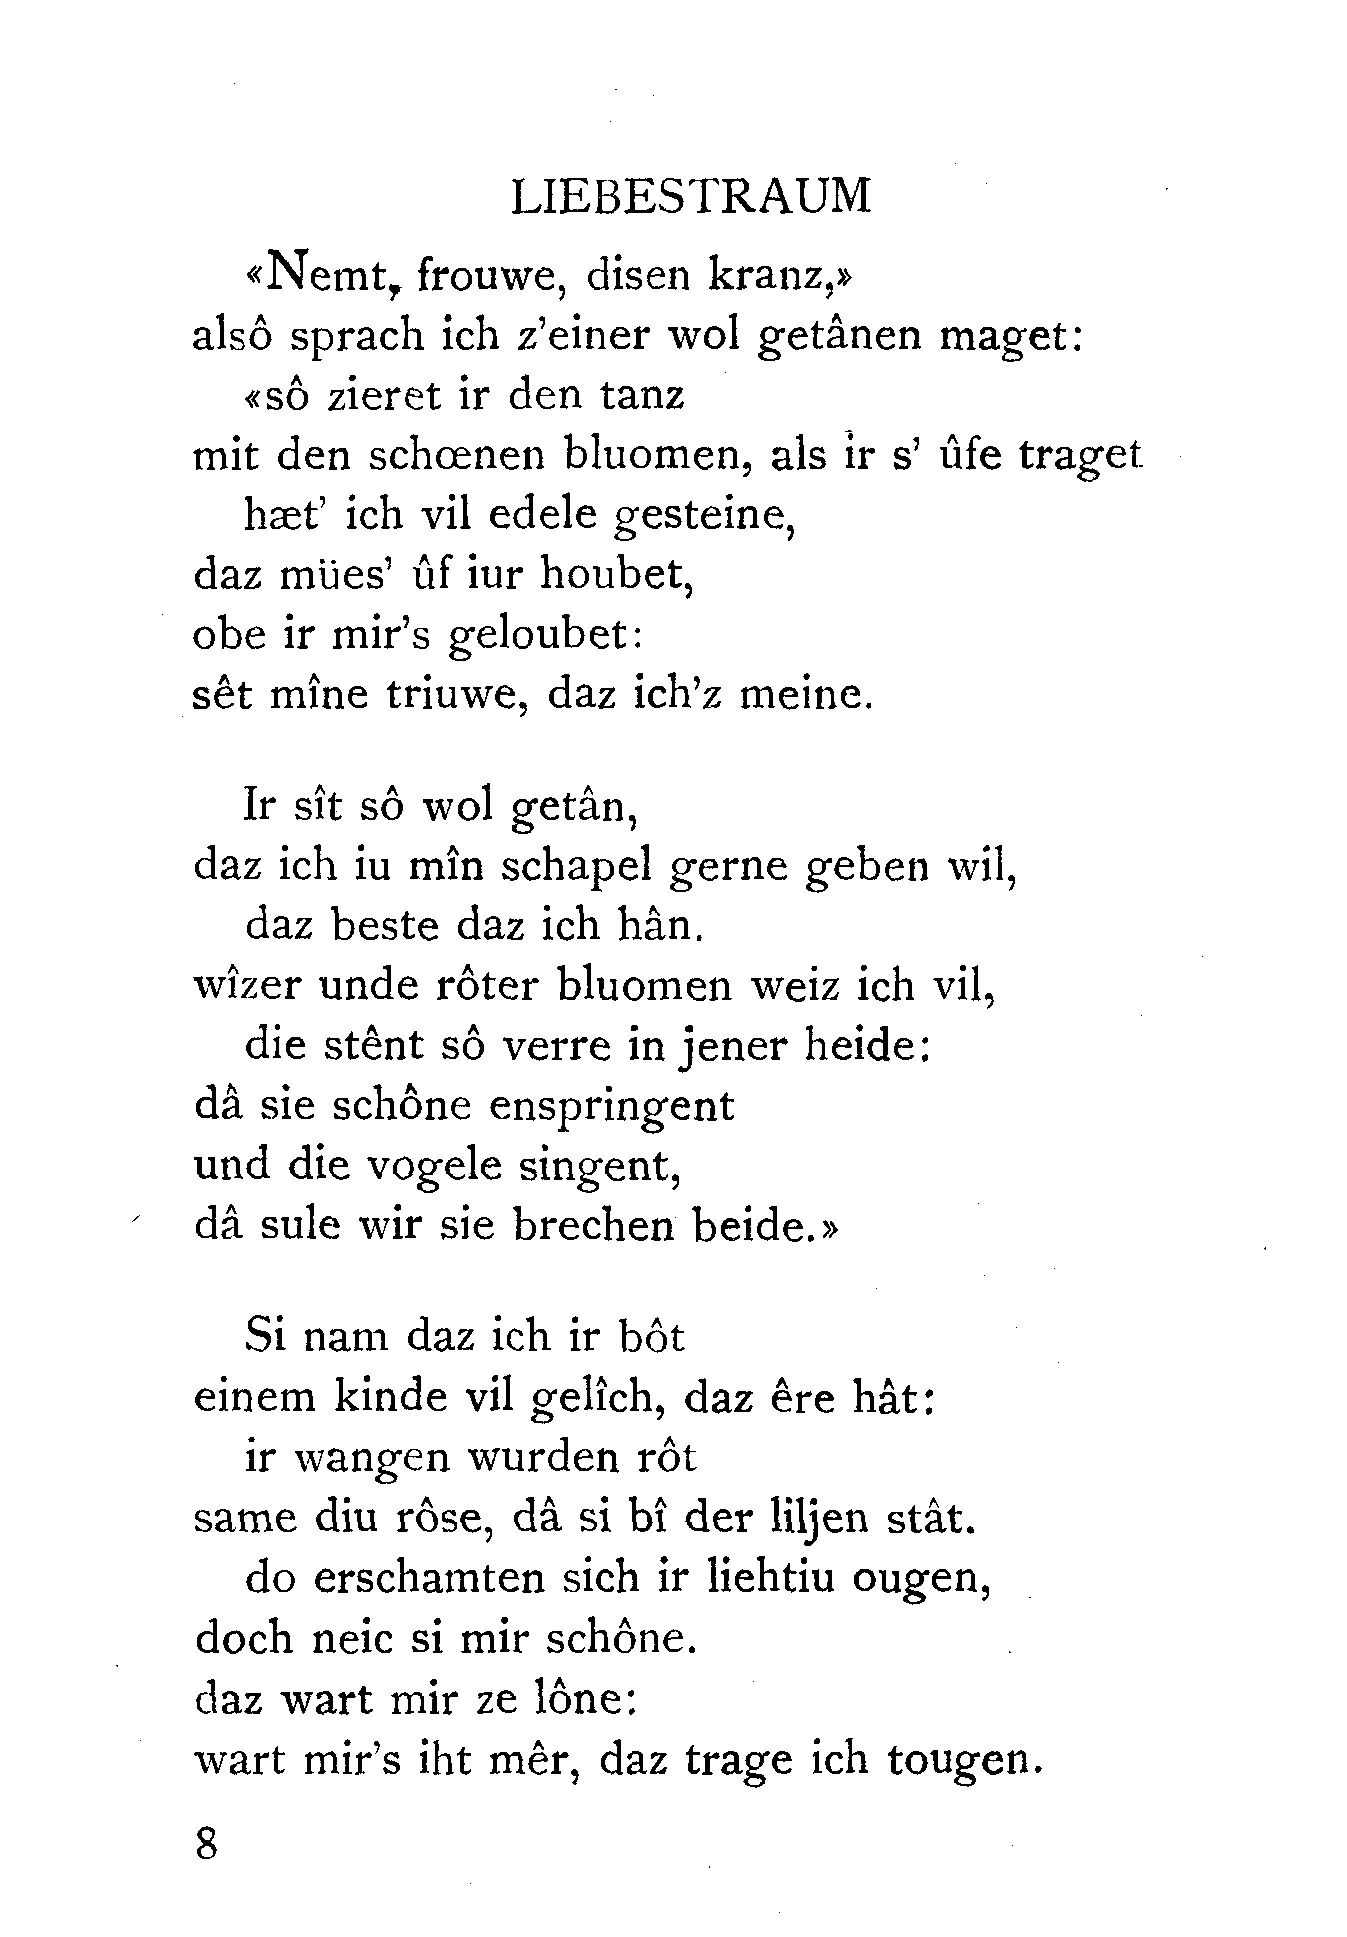 LIEBESTRAUM
«Nemt, frouwe, disen kranz,»
alsô sprach ich z’einer wol getânen maget:
«sô zieret ir den tanz
mit den schœnen bluomen, als ir s’ ûfe traget
hæt’ ich vil edele gesteine,
daz mües’ ûf iur houbet,
obe ir mir’s geloubet:
sêt mîne triuwe, daz ich’z meine.
Ir sît sô wol getân,
daz ich iu mîn schapel gerne geben wil,
daz beste daz ich hân.
wîzer unde rôter bluomen weiz ich vil,
die stênt sô verre in jener heide:
dâ sie schône enspringent
und die vogele singent,
dâ sule wir sie brechen beide.»
Si nam daz ich ir bôt
einem kinde vil gelîch, daz êre hât:
ir wangen wurden rôt
same diu rôse, dâ si bî der liljen stât.
do erschamten sich ir liehtiu ougen,
doch neic si mir schône.
daz wart mir ze lône:
wart mir’s iht mêr, daz trage ich tougen.
8